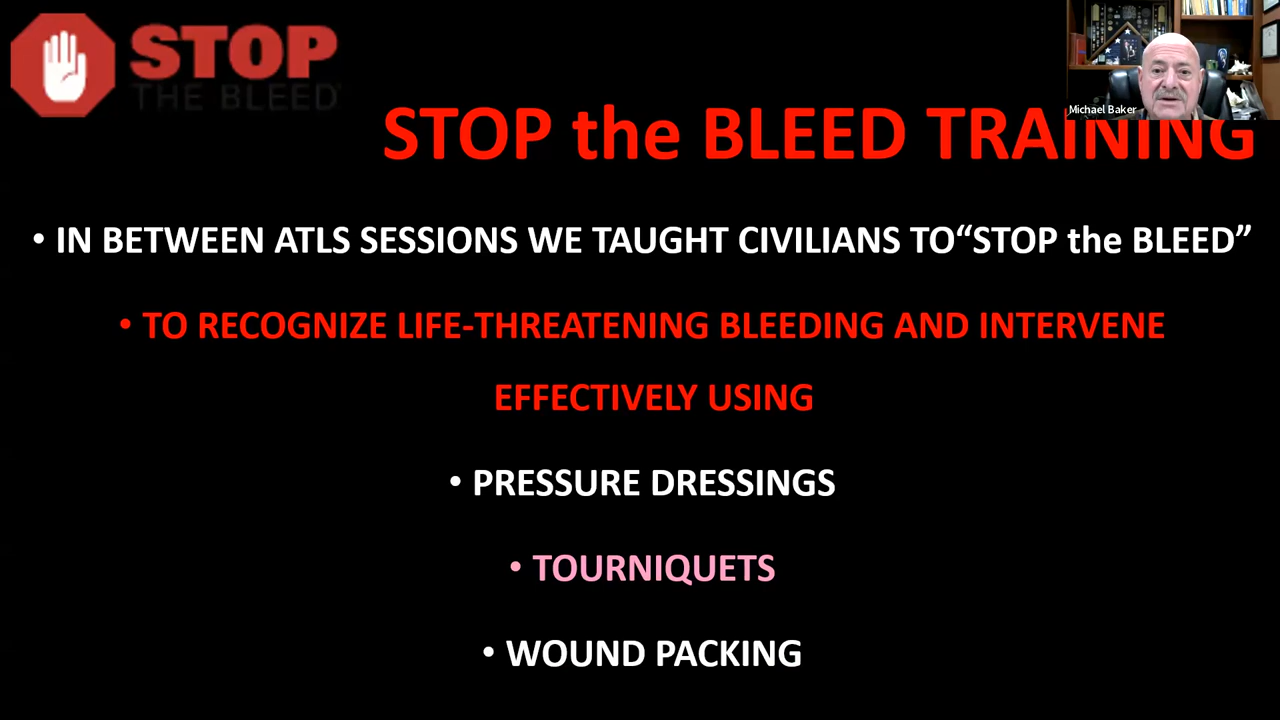 STOP
THE BLEED
Michael Baker
STOP the BLEED TRAINING
• IN BETWEEN ATLS SESSIONS WE TAUGHT CIVILIANS TO“STOP the BLEED”
• TO RECOGNIZE LIFE-THREATENING BLEEDING AND INTERVENE
EFFECTIVELY USING
• PRESSURE DRESSINGS
• TOURNIQUETS
• WOUND PACKING